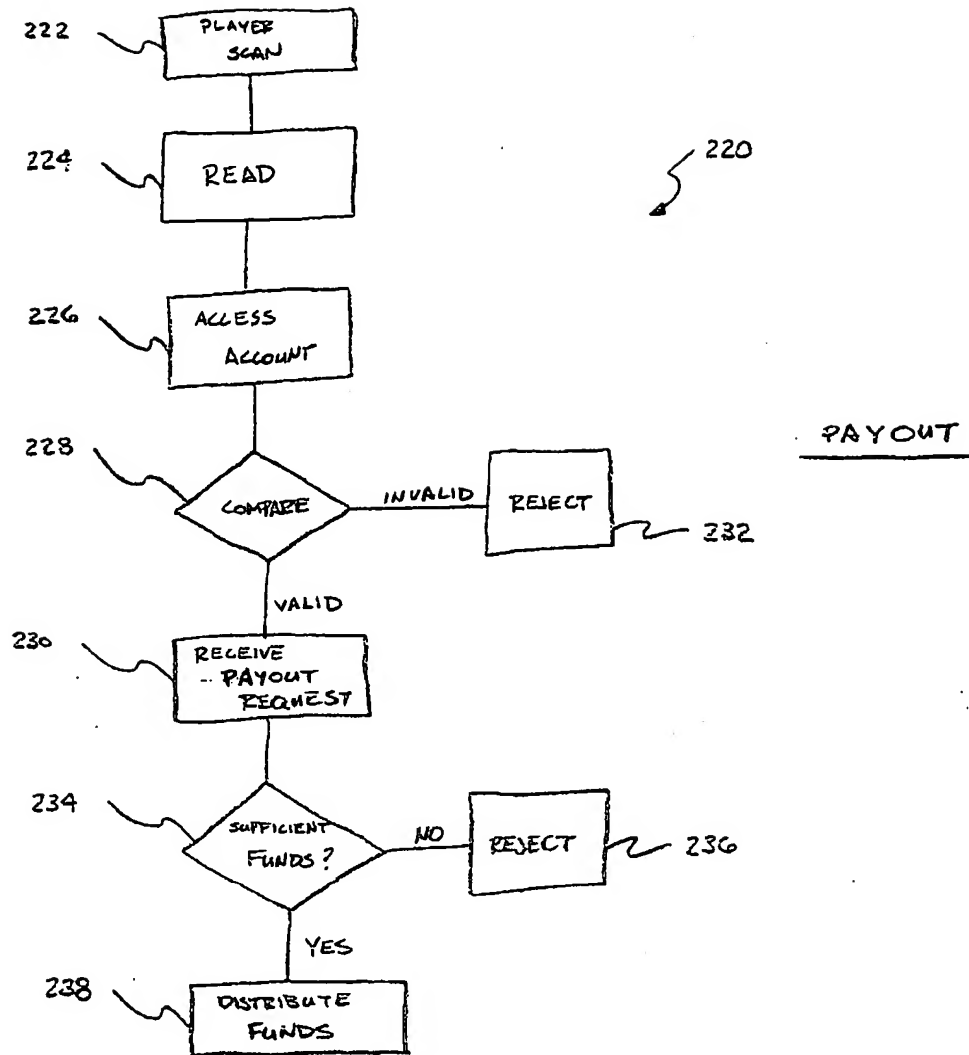 222
PLAYER
SCAN
224
READ
220
226
ACCESS
ACCOUNT
PAYOUT
228
COMPARE
INVALID
REJECT
232
VALID
230
RECEIVE
PAYOUT
REQUEST
234
SUFFICIENT
FUNDS?
NO
REJECT
236
YES
238
DISTRIBUTE
FUNDS